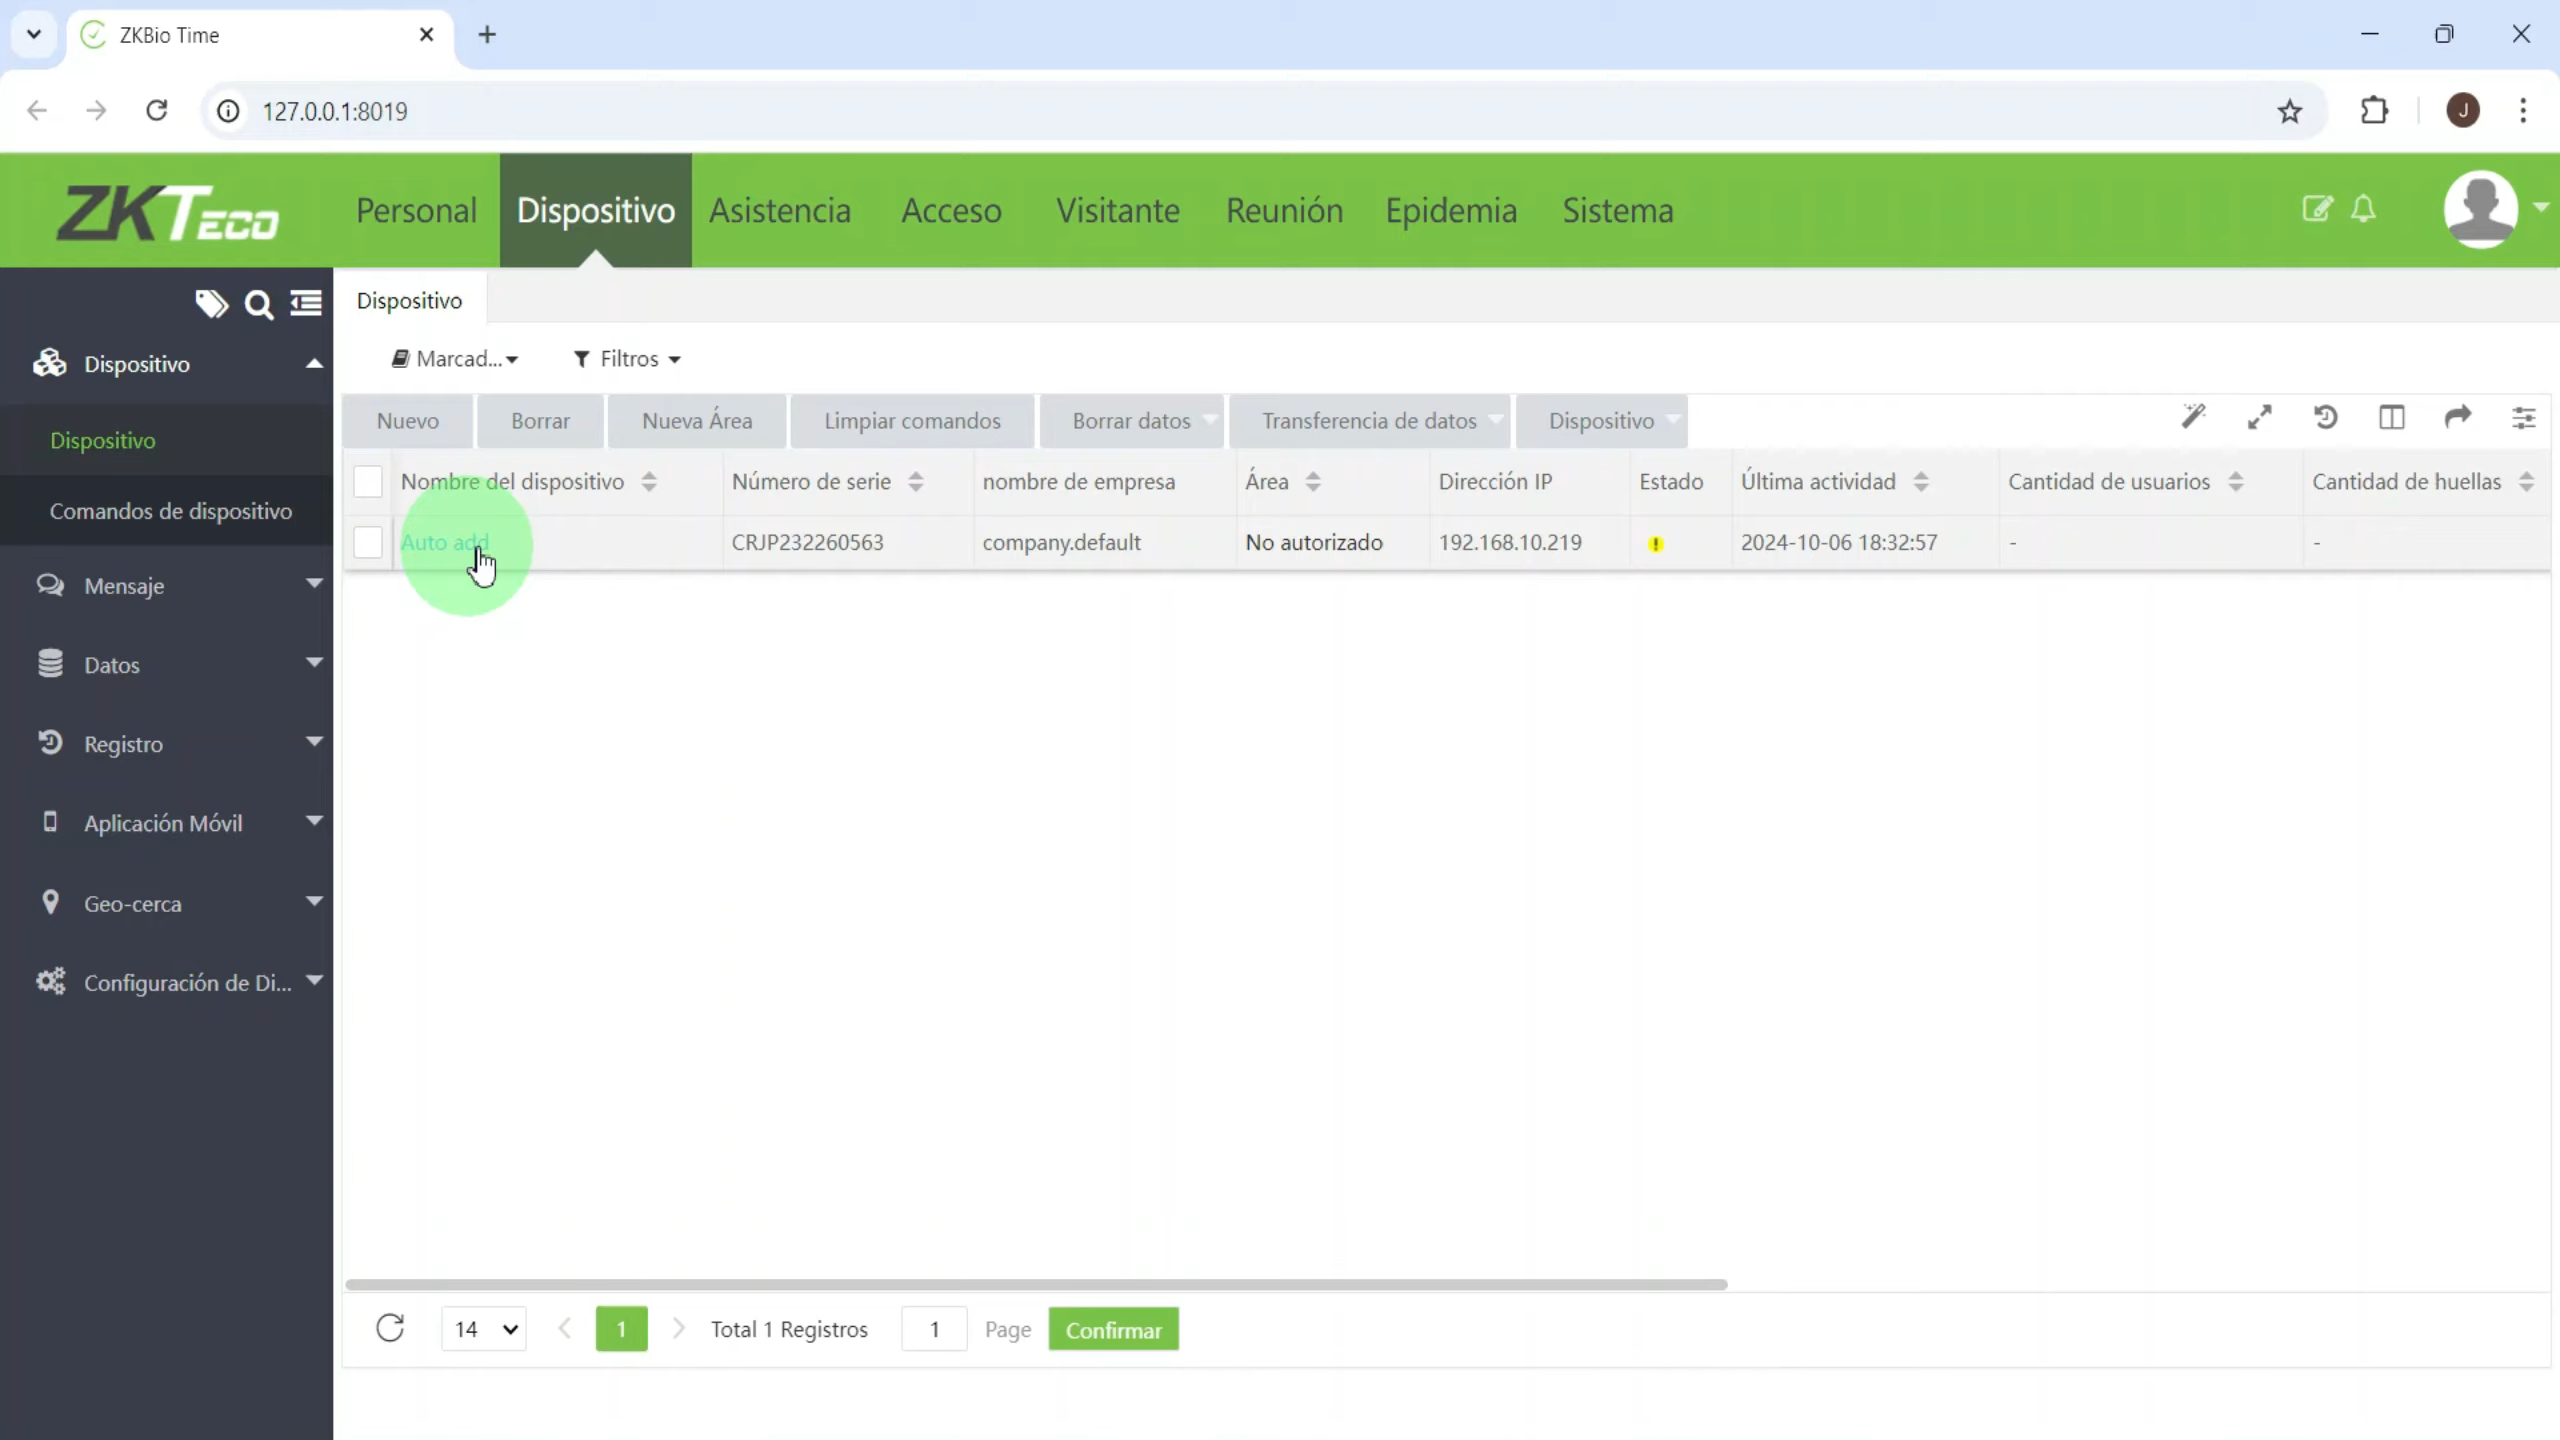 ZKBio Time
127.0.0.1:8019
ZKTECO
Personal
Dispositivo
Asistencia
Acceso
Visitante
Reunión
Epidemia
Sistema
J
Dispositivo
Dispositivo
Dispositivo
Comandos de dispositivo
Mensaje
Datos
Registro
Aplicación Móvil
Geo-cerca
Configuración de Di...
Marcad...
Filtros
Nuevo
Borrar
Nueva Área
Limpiar comandos
Borrar datos
Transferencia de datos
Dispositivo
Nombre del dispositivo Número de serie nombre de empresa Área Dirección IP Estado Última actividad Cantidad de usuarios Cantidad de huellas
Auto add CRJP232260563 company.default No autorizado 192.168.10.219 ! 2024-10-06 18:32:57 - -
14 1 Total 1 Registros 1 Page Confirmar